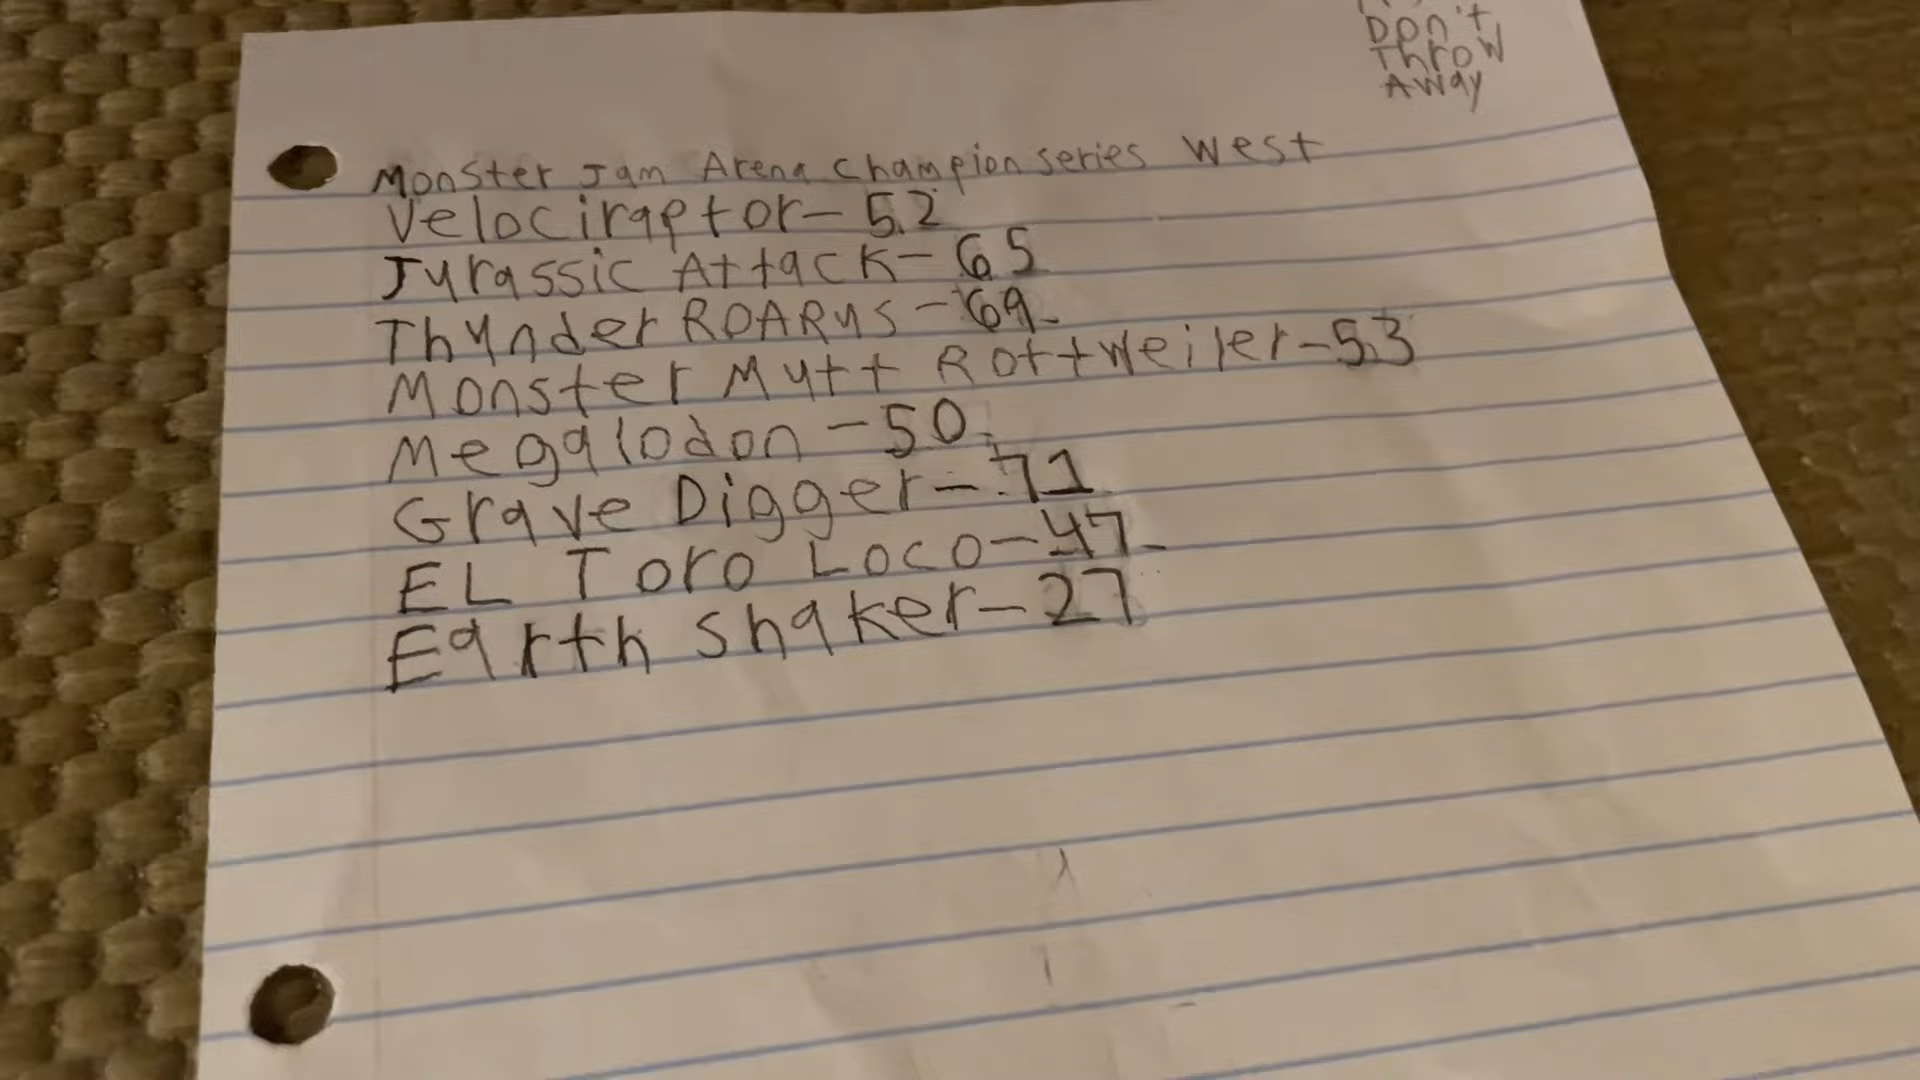 Don't
Throw
Away
Monster Jam Arena Champion series West
Velociraptor-52
Jurassic Attack-65
Thunder ROARus-69
Monster Mutt Rottweiler-53
Megalodon-50
Grave Digger-71
EL Toro Loco-47
Earth shaker-27